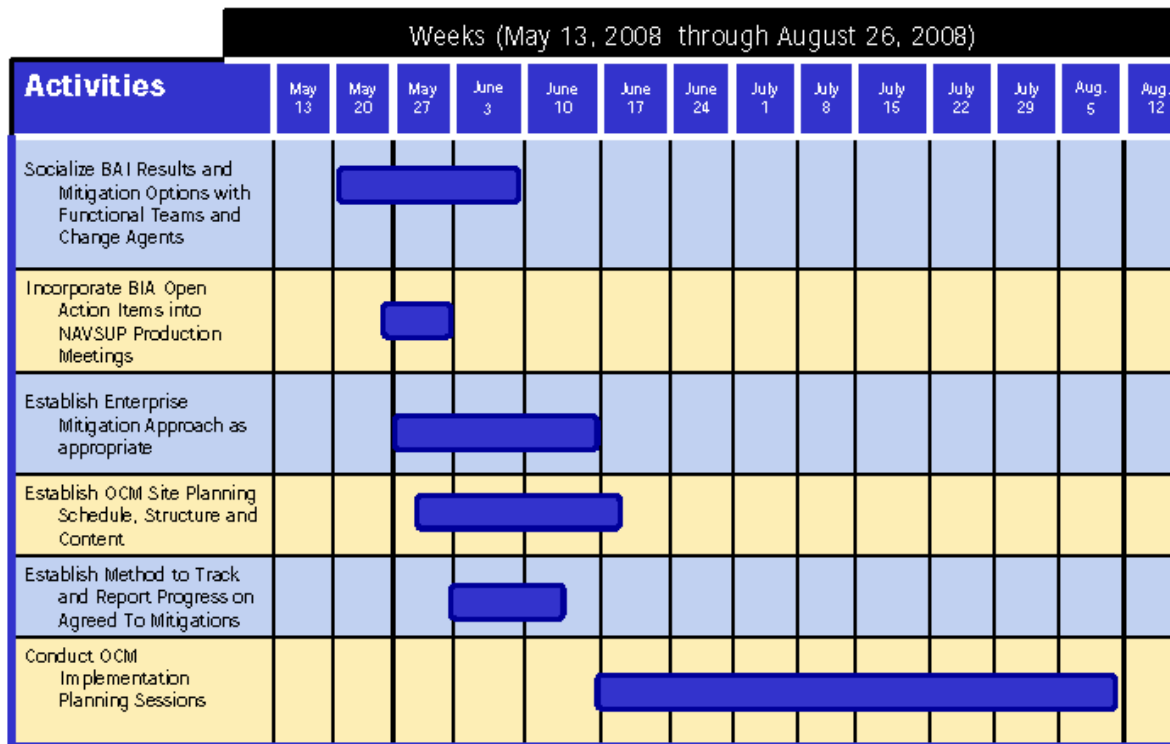 Weeks (May 13, 2008 through August 26, 2008)
Activities
May 13
May 20
May 27
June 3
June 10
June 17
June 24
July 1
July 8
July 15
July 22
July 29
Aug. 5
Aug. 12
Socialize BAI Results and
Mitigation Options with
Functional Teams and
Change Agents
Incorporate BIA Open
Action Items into
NAVSUP Production
Meetings
Establish Enterprise
Mitigation Approach as
appropriate
Establish OCM Site Planning
Schedule, Structure and
Content
Establish Method to Track
and Report Progress on
Agreed To Mitigations
Conduct OCM
Implementation
Planning Sessions